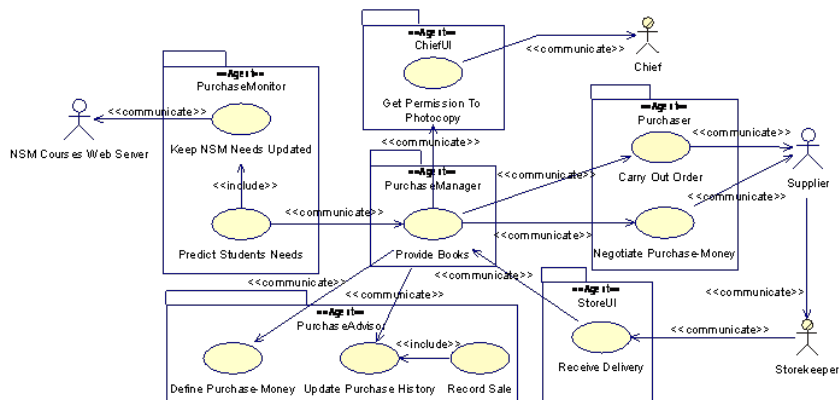 ««Agent»»
ChiefUI
<<communicate>>
Chief
Get Permission To
Photocopy
««Agent»»
PurchaseMonitor
<<communicate>>
NSM Courses Web Server
Keep NSM Needs Updated
<<include>>
Predict Students Needs
<<communicate>>
<<communicate>>
««Agent»»
PurchaseManager
Provide Books
<<communicate>>
<<communicate>>
««Agent»»
Purchaser
<<communicate>>
Carry Out Order
<<communicate>>
Negotiate Purchase-Money
Supplier
<<communicate>>
<<communicate>>
<<communicate>>
<<communicate>>
««Agent»»
PurchaseAdvisor
<<include>>
Define Purchase-Money
Update Purchase History
Record Sale
««Agent»»
StoreUI
<<communicate>>
Receive Delivery
Storekeeper